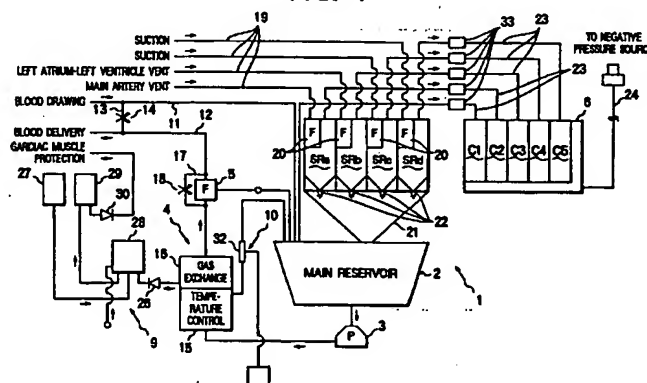 SUCTION
SUCTION
LEFT ATRIUM-LEFT VENTRICLE VENT
MAIN ARTERY VENT
BLOOD DRAWING
BLOOD DELIVERY
GARDIAC MUSCLE
PROTECTION
19
33
23
TO NEGATIVE
PRESSURE SOURCE
23
24
6
13
14
11
12
20
F
F
F
F
20
SRa
SRb
SRc
SRd
C1
C2
C3
C4
C5
27
29
30
17
18
F
5
22
21
4
32
10
28
16
GAS
EXCHANGE
TEMPE-
RATURE
CONTROL
15
26
9
MAIN RESERVOIR
2
1
P
3